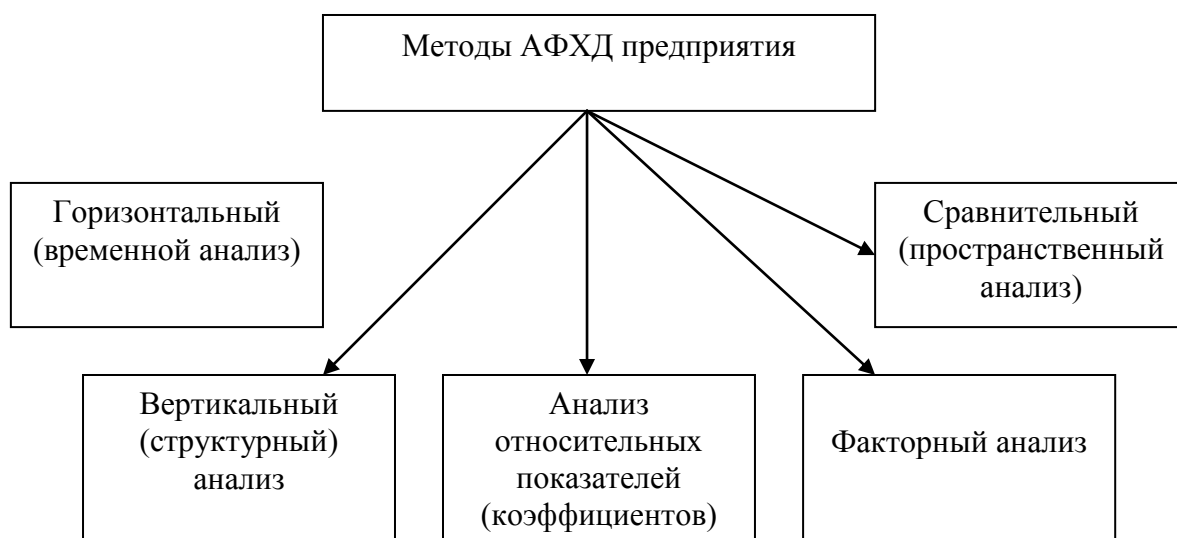 Методы АФХД предприятия
Горизонтальный
(временной анализ)
Сравнительный
(пространственный
анализ)
Вертикальный
(структурный)
анализ
Анализ
относительных
показателей
(коэффициентов)
Факторный анализ